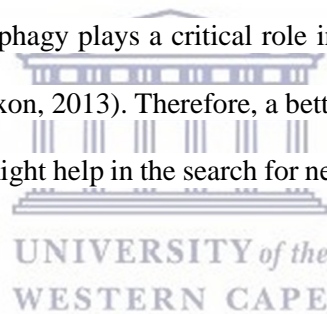 phagy plays a critical role i
xon, 2013). Therefore, a bett
ight help in the search for ne
UNIVERSITY of the
WESTERN CAPE